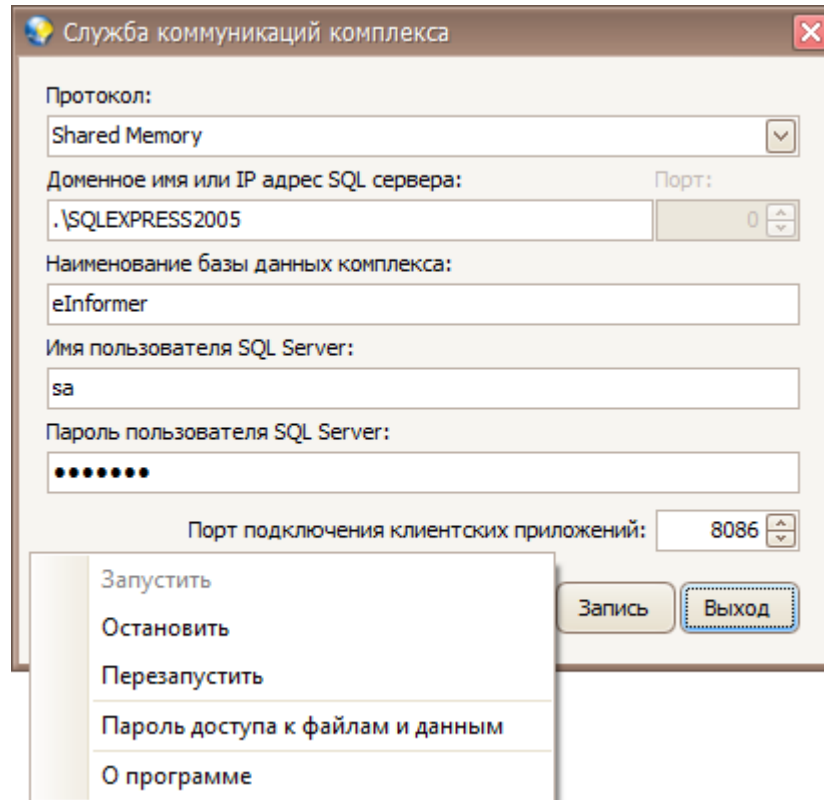 Служба коммуникаций комплекса
Протокол:
Shared Memory
Доменное имя или IP адрес SQL сервера: Порт:
.\SQLEXPRESS2005 0
Наименование базы данных комплекса:
eInformer
Имя пользователя SQL Server:
sa
Пароль пользователя SQL Server:
•••••••
Порт подключения клиентских приложений: 8086
Запись Выход
Запустить
Остановить
Перезапустить
Пароль доступа к файлам и данным
О программе